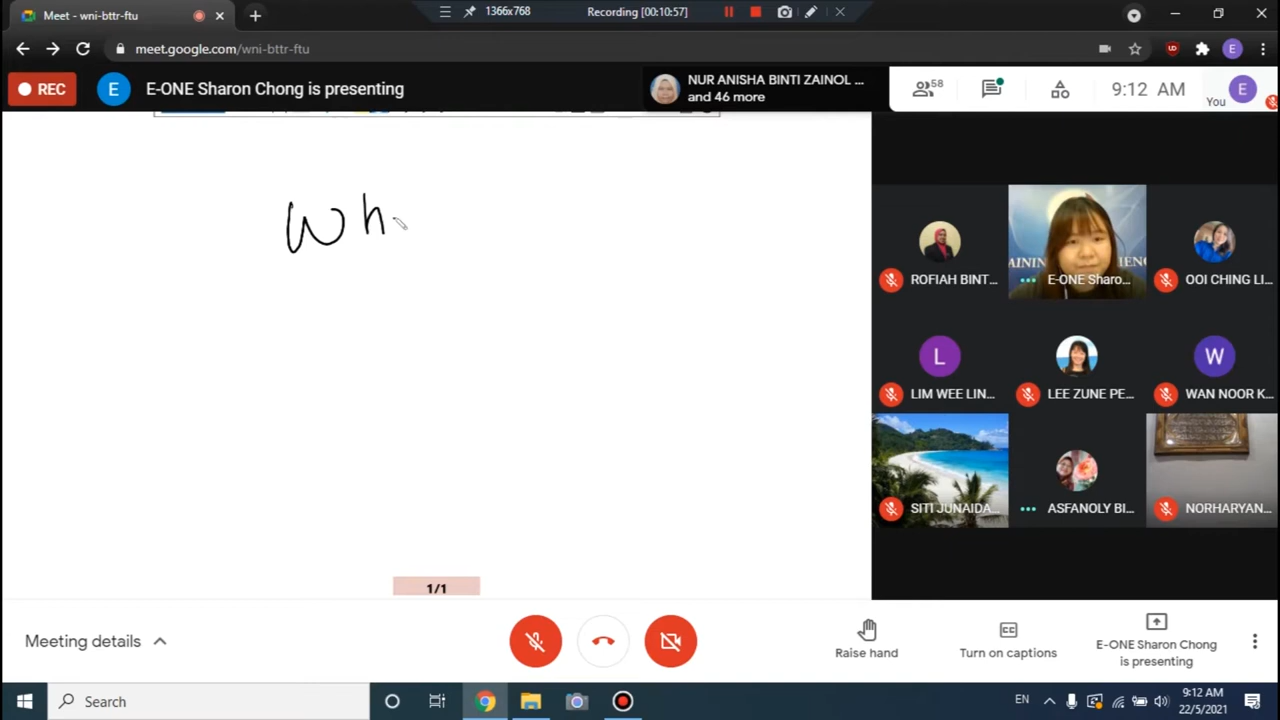 Meet - wni-bttr-ftu
1366x768
Recording [00:10:57]
meet.google.com/wni-bttr-ftu
E
REC
E
E-ONE Sharon Chong is presenting
NUR ANISHA BINTI ZAINOL ...
and 46 more
58
9:12 AM
You
E
Wh
ROFIAH BINT...
E-ONE Sharo...
OOI CHING LI...
L
W
LIM WEE LIN...
LEE ZUNE PE...
WAN NOOR K...
SITI JUNAIDA...
ASFANOLY BI...
NORHARYAN...
1/1
Meeting details
Raise hand
Turn on captions
E-ONE Sharon Chong
is presenting
Search
EN
9:12 AM
22/5/2021